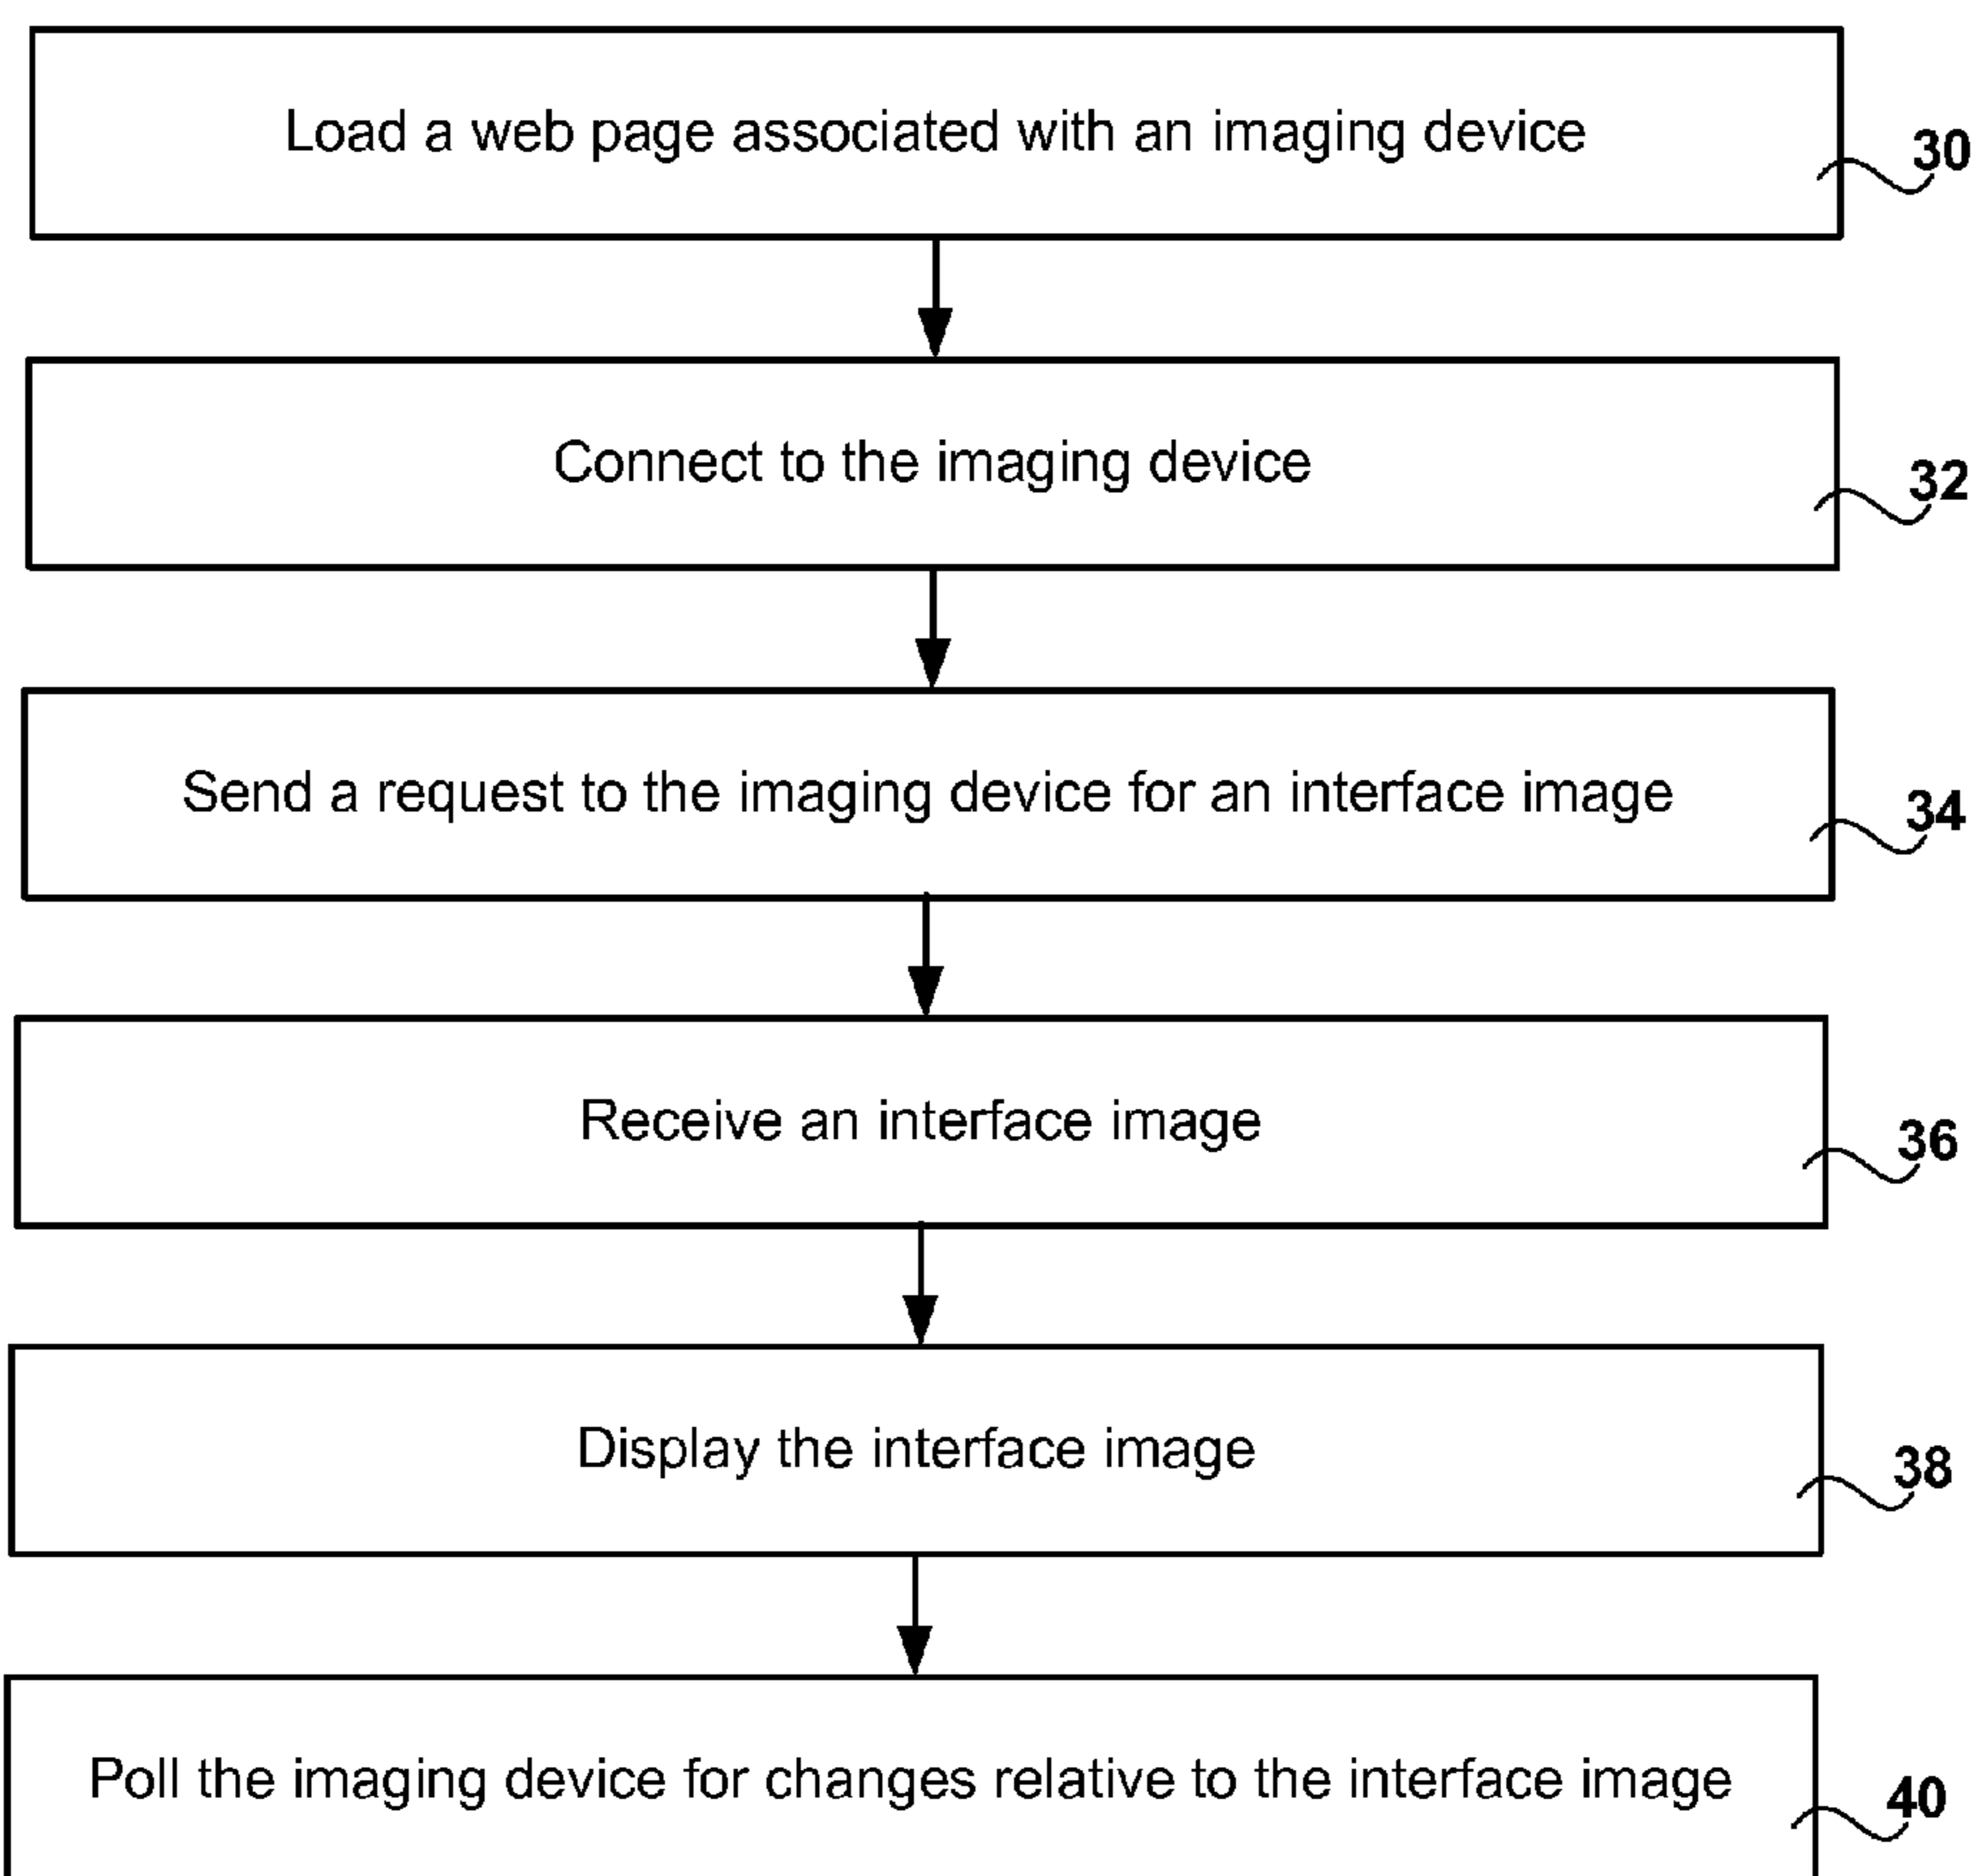 Load a web page associated with an imaging device
30
Connect to the imaging device
32
Send a request to the imaging device for an interface image
34
Receive an interface image
36
Display the interface image
38
Poll the imaging device for changes relative to the interface image
40